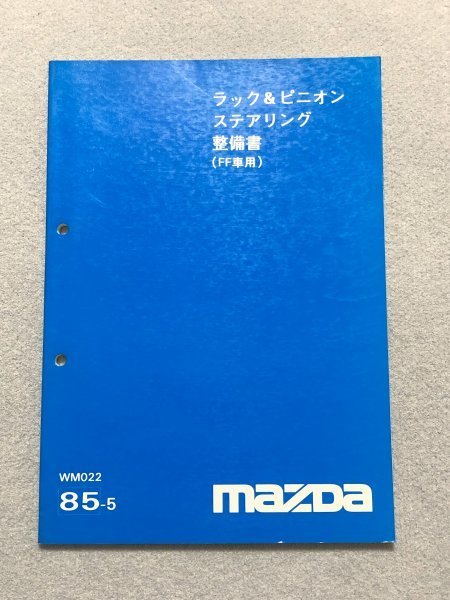 ラック&ピニオン
ステアリング
整備書
(FF車用)
WM022
85-5
mazda